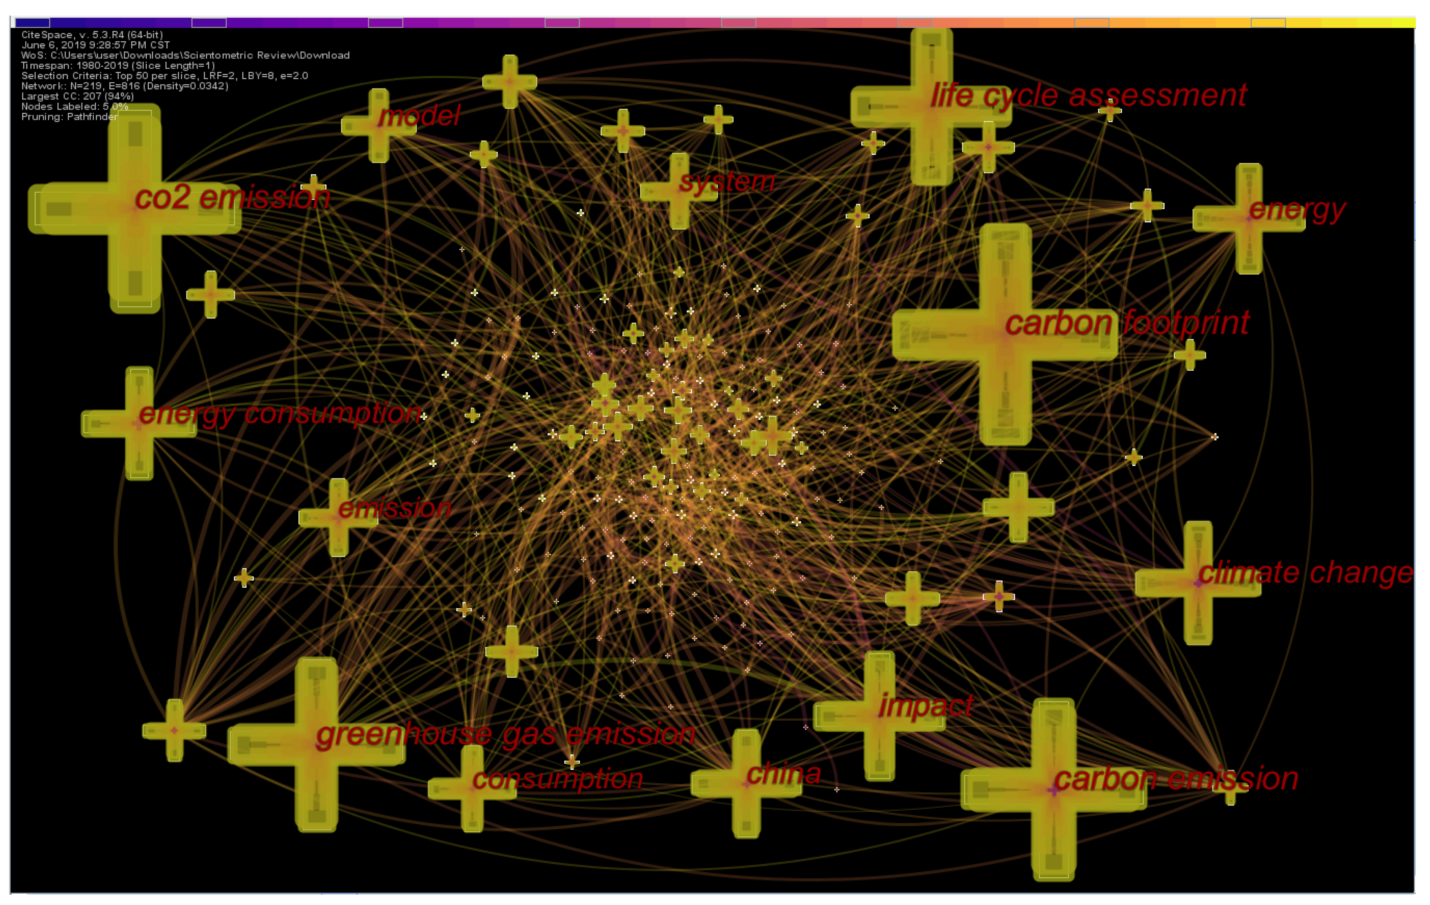 CiteSpace, v. 5.3.R4 (64-bit)
June 6, 2019 9:28:57 PM CST
WoS: C:\Users\user\Downloads\Scientometric Review\Download
Timespan: 1980-2019 (Slice Length=1)
Selection Criteria: Top 50 per slice, LRF=2, LBY=8, e=2.0
Network: N=219, E=816 (Density=0.0342)
Largest CC: 207 (94%)
Nodes Labeled: 5.0%
Pruning: Pathfinder
life cycle assessment
model
system
co2 emission
energy
carbon footprint
energy consumption
emission
climate change
impact
greenhouse gas emission
china
consumption
carbon emission